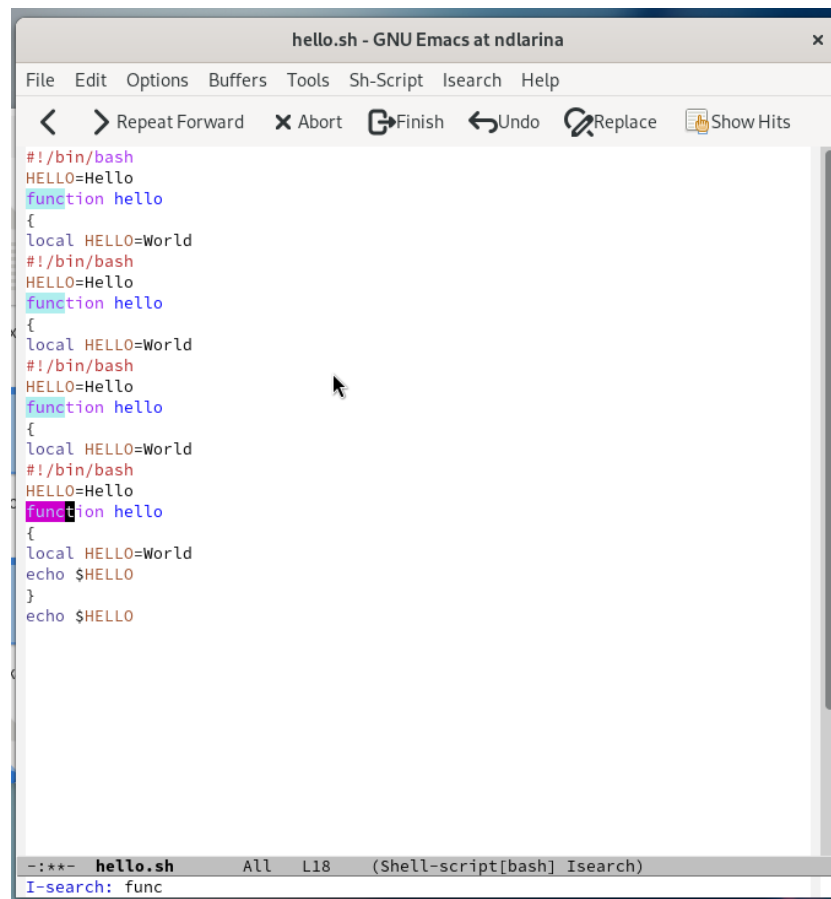 hello.sh - GNU Emacs at ndlarina
File Edit Options Buffers Tools Sh-Script Isearch Help
Repeat Forward Abort Finish Undo Replace Show Hits
#!/bin/bash
HELLO=Hello
function hello
{
local HELLO=World
#!/bin/bash
HELLO=Hello
function hello
{
local HELLO=World
#!/bin/bash
HELLO=Hello
function hello
{
local HELLO=World
#!/bin/bash
HELLO=Hello
function hello
{
local HELLO=World
echo $HELLO
}
echo $HELLO
-:**- hello.sh All L18 (Shell-script[bash] Isearch)
I-search: func